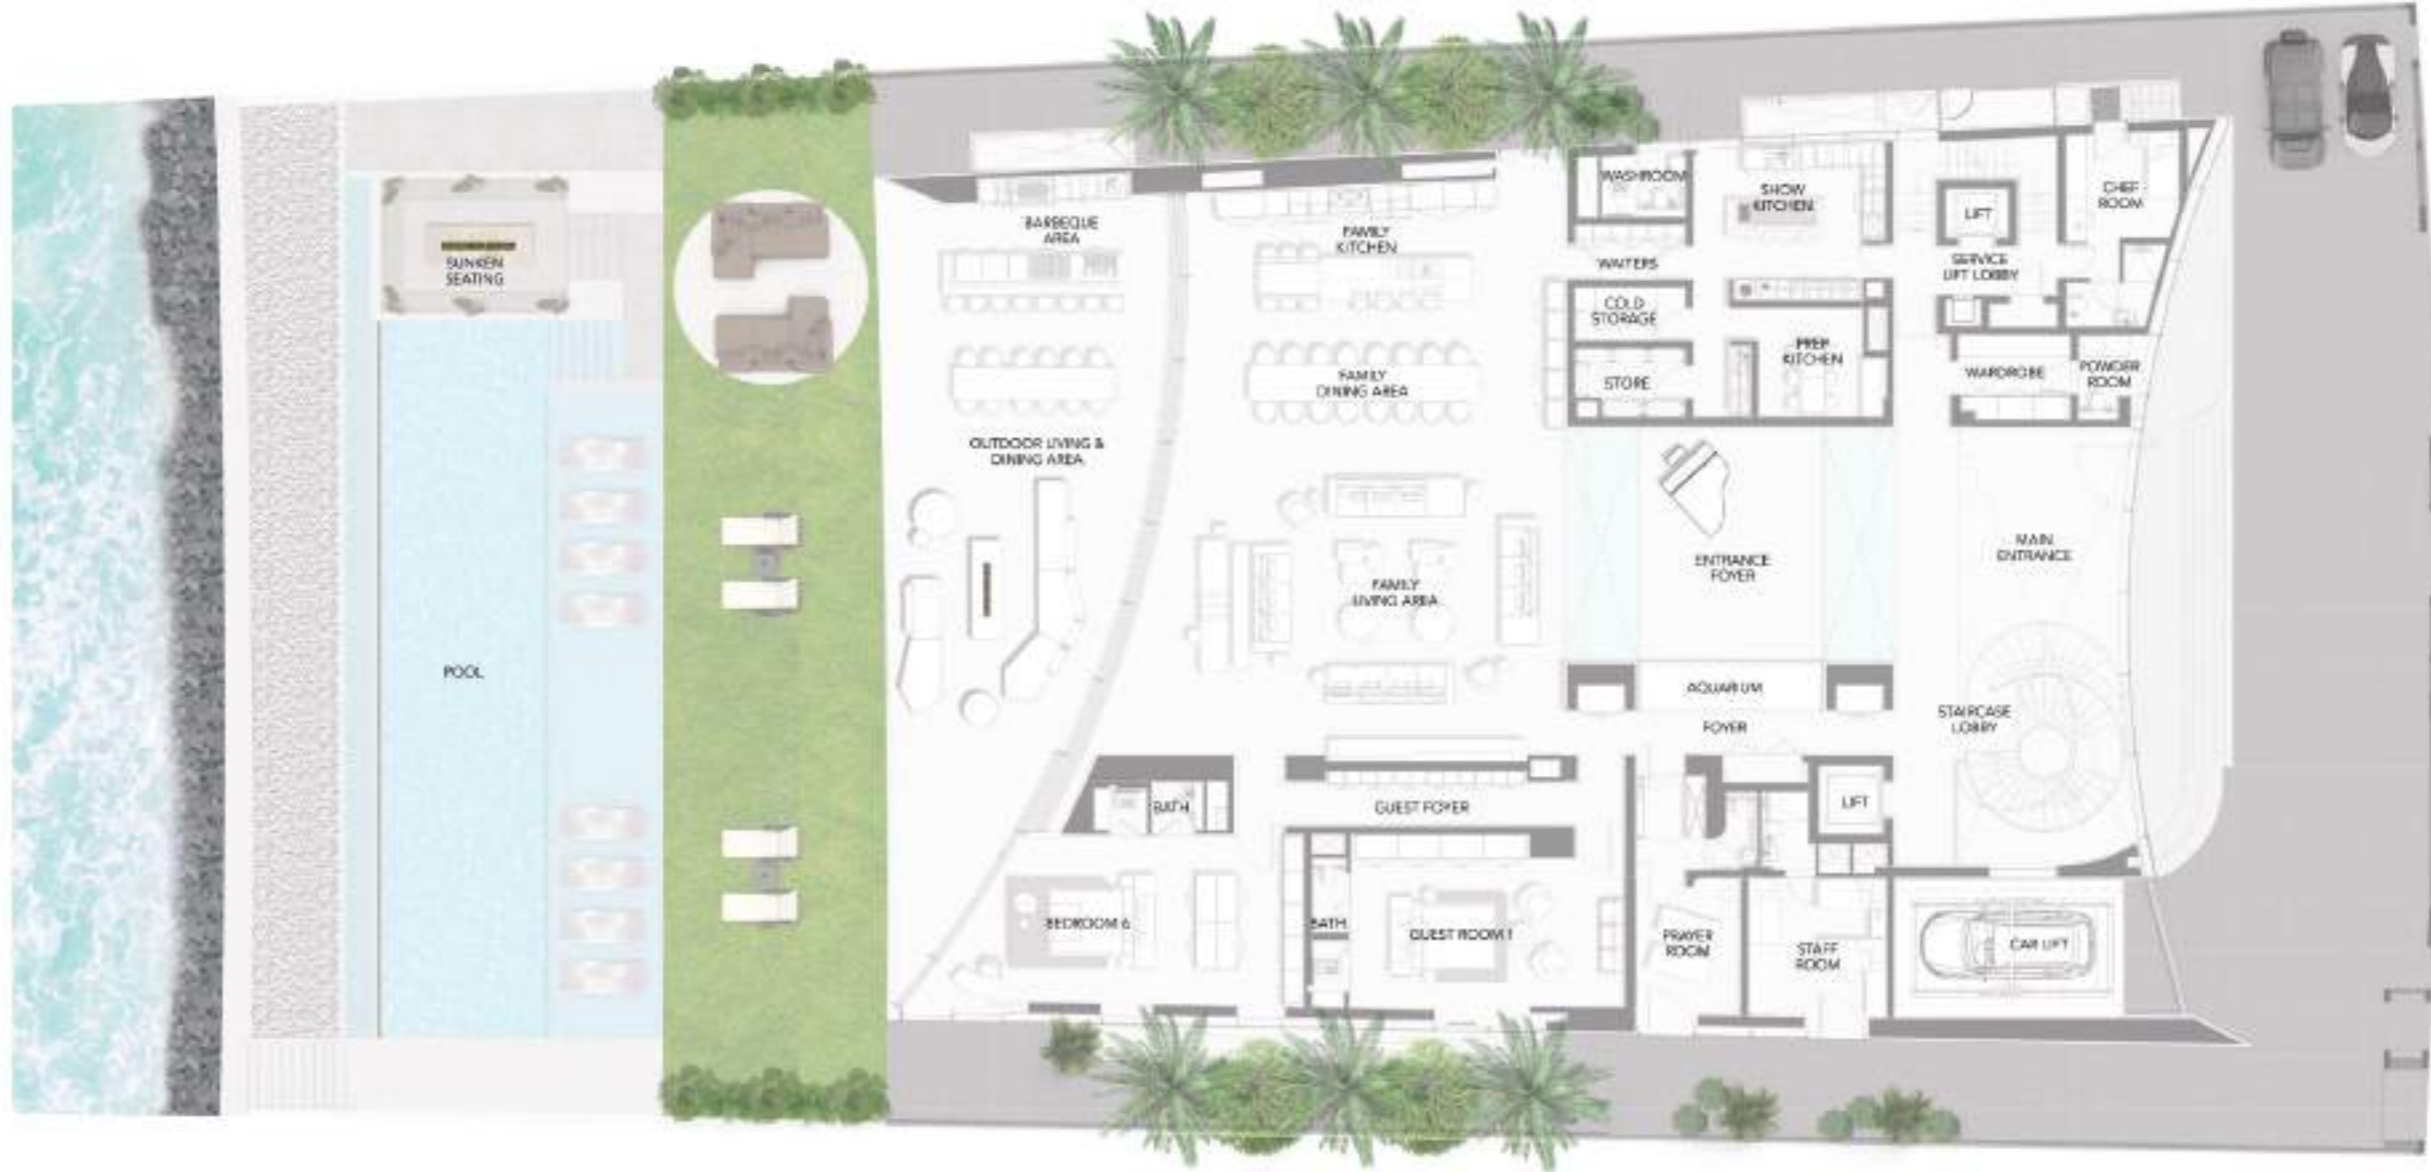 SUNKEN
SEATING
POOL
BARBEQUE
AREA
OUTDOOR LIVING &
DINING AREA
FAMILY
KITCHEN
FAMILY
DINING AREA
FAMILY
LIVING AREA
WASHROOM
WAITERS
COLD
STORAGE
STORE
SHOW
KITCHEN
PREP
KITCHEN
LIFT
SERVICE
LIFT LOBBY
CHEF
ROOM
WARDROBE
POWDER
ROOM
ENTRANCE
FOYER
MAIN
ENTRANCE
AQUARIUM
FOYER
STAIRCASE
LOBBY
BATH
GUEST FOYER
LIFT
BEDROOM 6
BATH
GUEST ROOM 1
PRAYER
ROOM
STAFF
ROOM
CAR LIFT